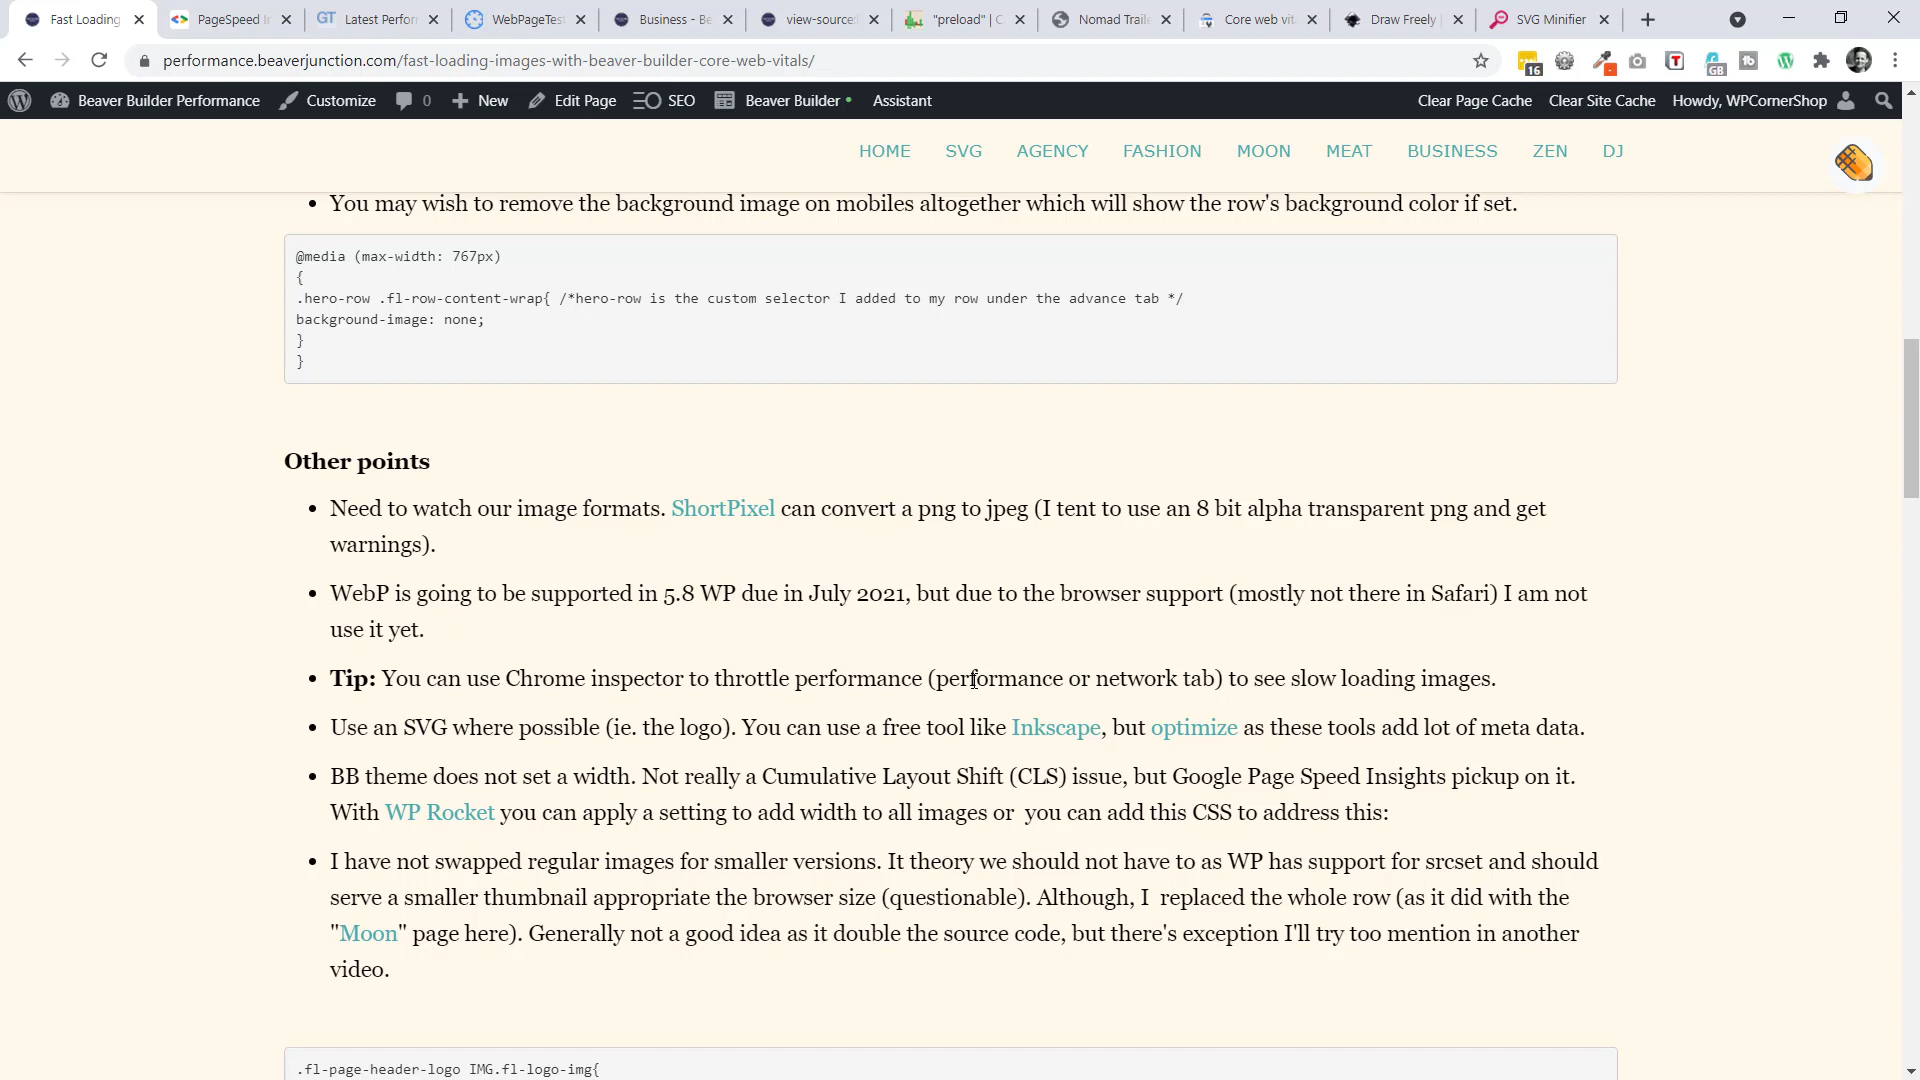 Fast Loading
PageSpeed I
GT Latest Perfor
WebPageTes
Business - Be
view-source:
"preload" | C
Nomad Traile
Core web vit
Draw Freely
SVG Minifier
performance.beaverjunction.com/fast-loading-images-with-beaver-builder-core-web-vitals/
16
T
GB
tb
Beaver Builder Performance Customize 0 New Edit Page SEO Beaver Builder Assistant Clear Page Cache Clear Site Cache Howdy, WPCornerShop
HOME SVG AGENCY FASHION MOON MEAT BUSINESS ZEN DJ
• You may wish to remove the background image on mobiles altogether which will show the row's background color if set.
@media (max-width: 767px)
{
.hero-row .fl-row-content-wrap{ /*hero-row is the custom selector I added to my row under the advance tab */
background-image: none;
}
}
Other points
• Need to watch our image formats. ShortPixel can convert a png to jpeg (I tent to use an 8 bit alpha transparent png and get
warnings).
• WebP is going to be supported in 5.8 WP due in July 2021, but due to the browser support (mostly not there in Safari) I am not
use it yet.
• Tip: You can use Chrome inspector to throttle performance (performance or network tab) to see slow loading images.
• Use an SVG where possible (ie. the logo). You can use a free tool like Inkscape, but optimize as these tools add lot of meta data.
• BB theme does not set a width. Not really a Cumulative Layout Shift (CLS) issue, but Google Page Speed Insights pickup on it.
With WP Rocket you can apply a setting to add width to all images or you can add this CSS to address this:
• I have not swapped regular images for smaller versions. It theory we should not have to as WP has support for srcset and should
serve a smaller thumbnail appropriate the browser size (questionable). Although, I replaced the whole row (as it did with the
"Moon" page here). Generally not a good idea as it double the source code, but there's exception I'll try too mention in another
video.
.fl-page-header-logo IMG.fl-logo-img{